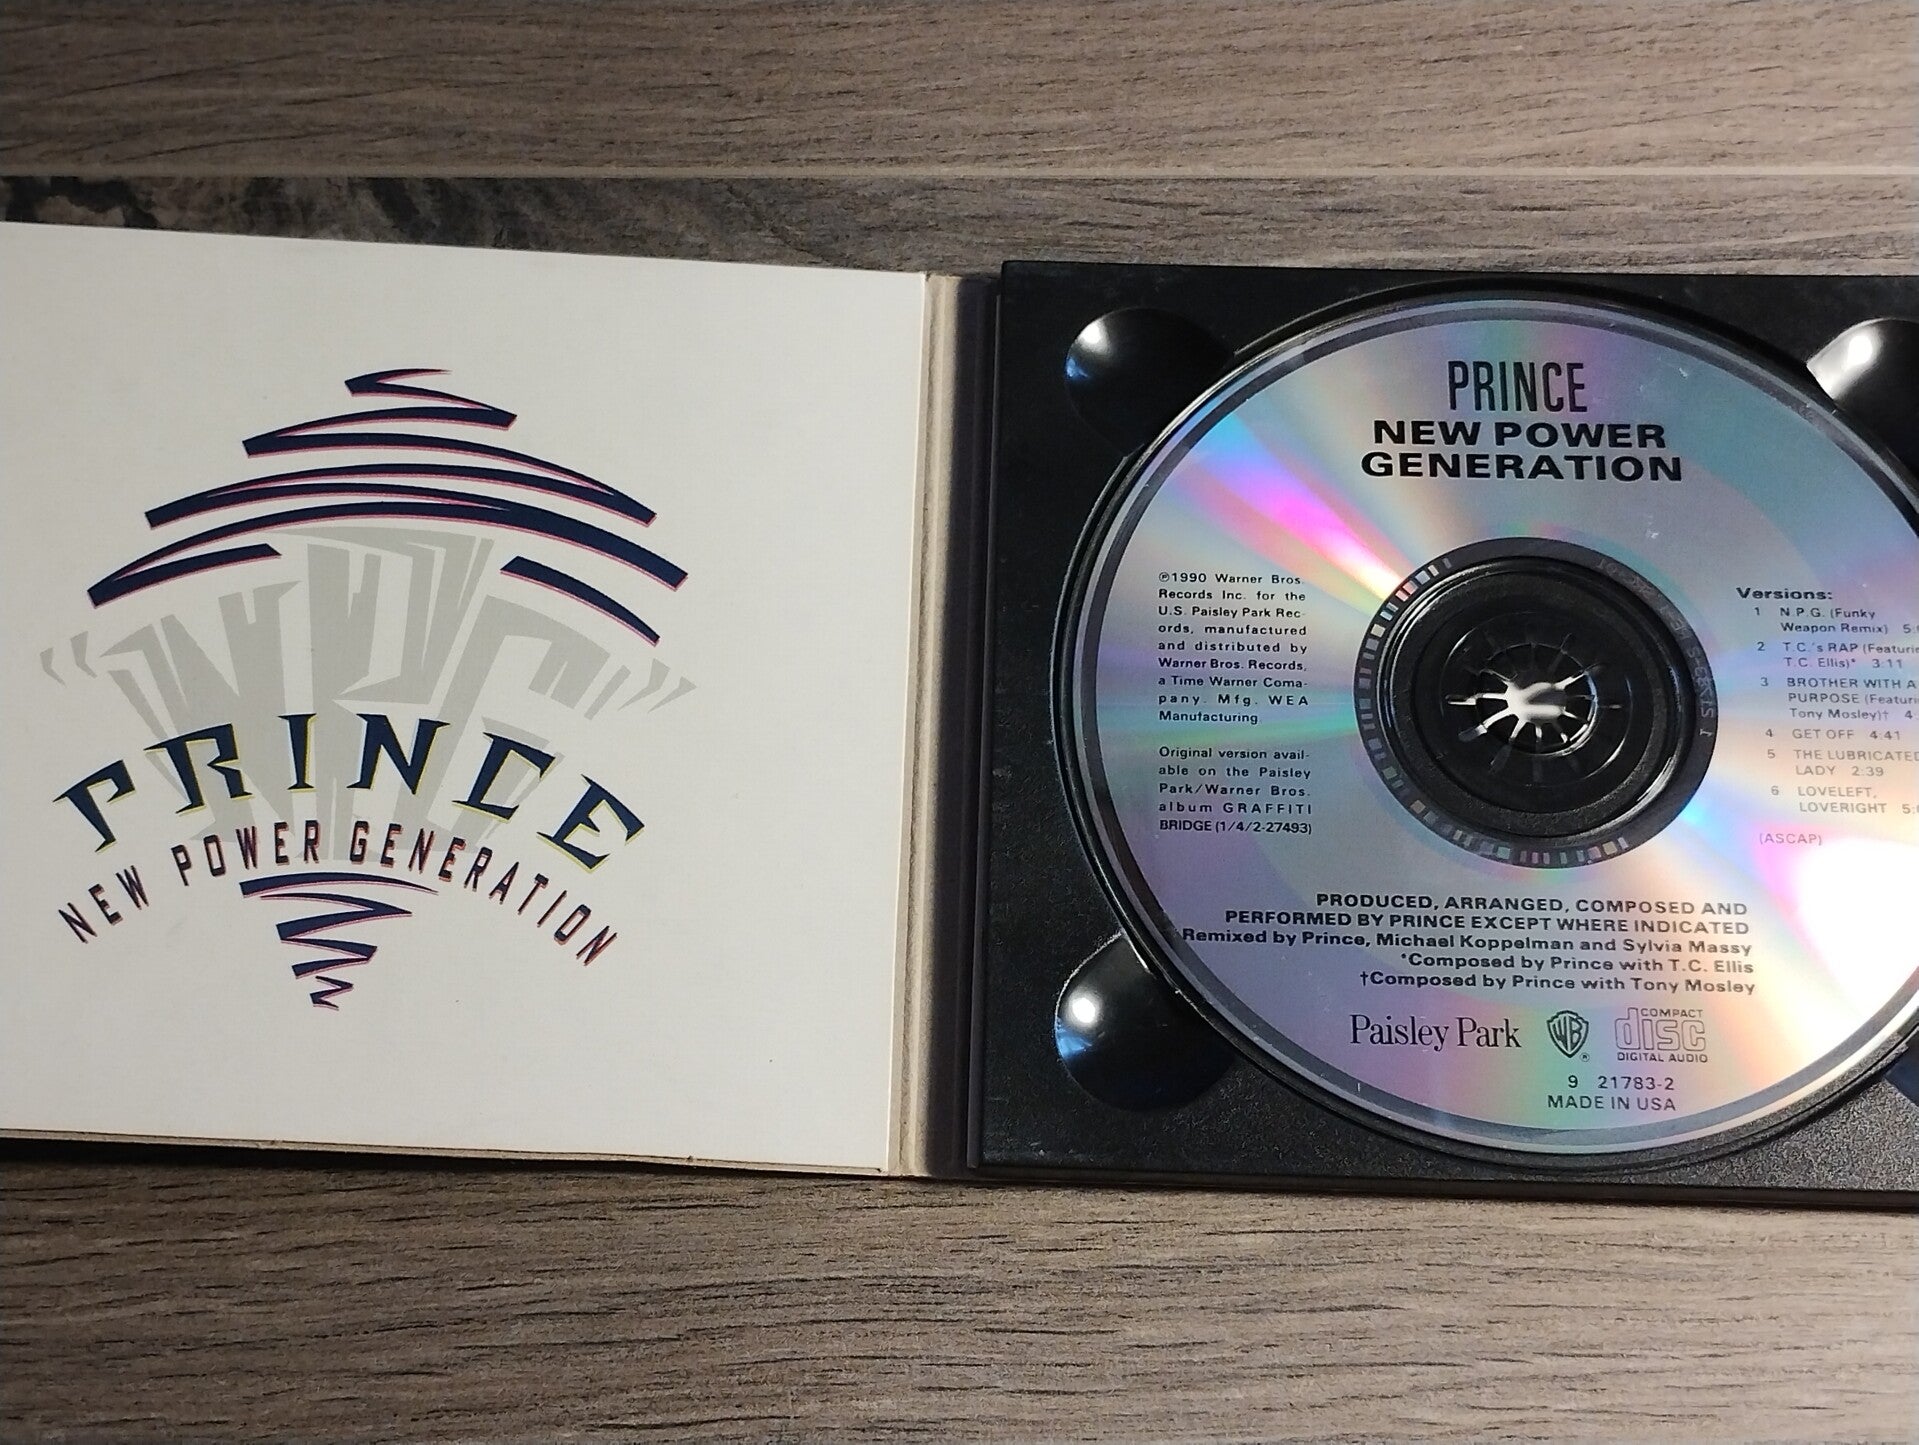 "NPG"
PRINCE
NEW POWER GENERATION
PRINCE
NEW POWER
GENERATION
℗1990 Warner Bros.
Records Inc. for the
U.S. Paisley Park Rec-
ords, manufactured
and distributed by
Warner Bros. Records,
a Time Warner Coma-
pany. Mfg. WEA
Manufacturing
Original version avail-
able on the Paisley
Park/Warner Bros.
album GRAFFITI
BRIDGE (1/4/2-27493)
Versions:
1 N.P.G. (Funky
Weapon Remix)
2 T.C.'s RAP
T.C. Ellis)* 3:11
3 BROTHER WITH A
PURPOSE
Tony Mosley)†
4 GET OFF 4:41
5 THE LUBRICATED
LADY 2:39
6 LOVELEFT,
LOVERIGHT
(ASCAP)
PRODUCED, ARRANGED, COMPOSED AND
PERFORMED BY PRINCE EXCEPT WHERE INDICATED
Remixed by Prince, Michael Koppelman and Sylvia Massy
*Composed by Prince with T.C. Ellis
†Composed by Prince with Tony Mosley
Paisley Park WB ® COMPACT
disc
DIGITAL AUDIO
9 21783-2
MADE IN USA